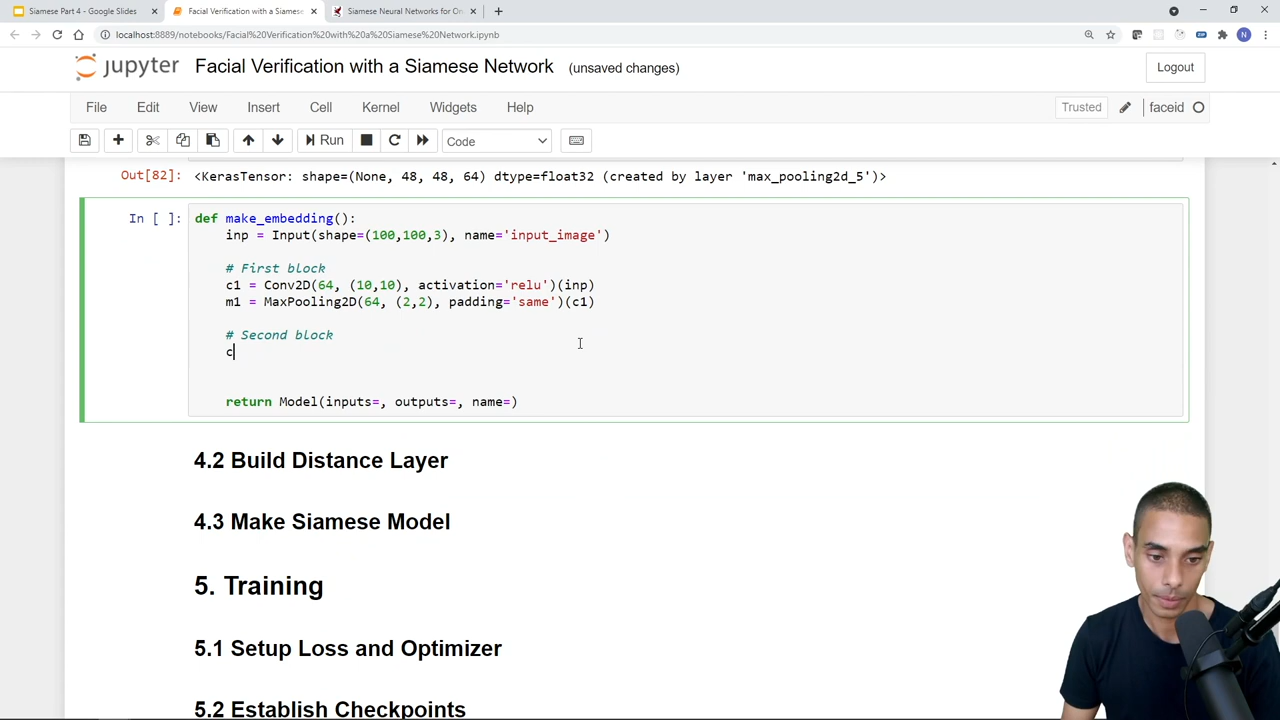 Siamese Part 4 - Google Slides
Facial Verification with a Siamese
Siamese Neural Networks for On
localhost:8889/notebooks/Facial%20Verification%20with%20a%20Siamese%20Network.ipynb
jupyter Facial Verification with a Siamese Network (unsaved changes)
Logout
File Edit View Insert Cell Kernel Widgets Help
Trusted faceid
Run Code
Out[82]: <KerasTensor: shape=(None, 48, 48, 64) dtype=float32 (created by layer 'max_pooling2d_5')>
In [ ]: def make_embedding():
inp = Input(shape=(100,100,3), name='input_image')
# First block
c1 = Conv2D(64, (10,10), activation='relu')(inp)
m1 = MaxPooling2D(64, (2,2), padding='same')(c1)
# Second block
c
return Model(inputs=, outputs=, name=)
4.2 Build Distance Layer
4.3 Make Siamese Model
5. Training
5.1 Setup Loss and Optimizer
5.2 Establish Checkpoints